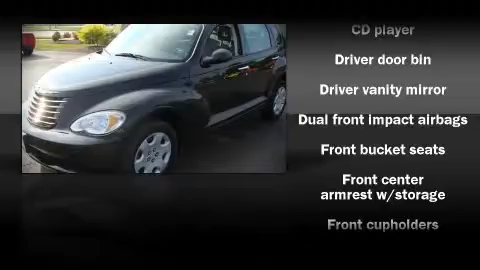 CD player
Driver door bin
Driver vanity mirror
Dual front impact airbags
Front bucket seats
Front center
armrest w/storage
Front cupholders